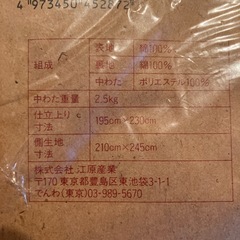 4 973450 452872
組成
表地 綿100%
裏地 綿100%
中わた ポリエステル100%
中わた重量 2.5kg
仕立上り寸法 195cm×230cm
側生地寸法 210cm×245cm
株式会社 江原産業
〒170 東京都豊島区東池袋3-1-1
でんわ(東京)03-989-5670